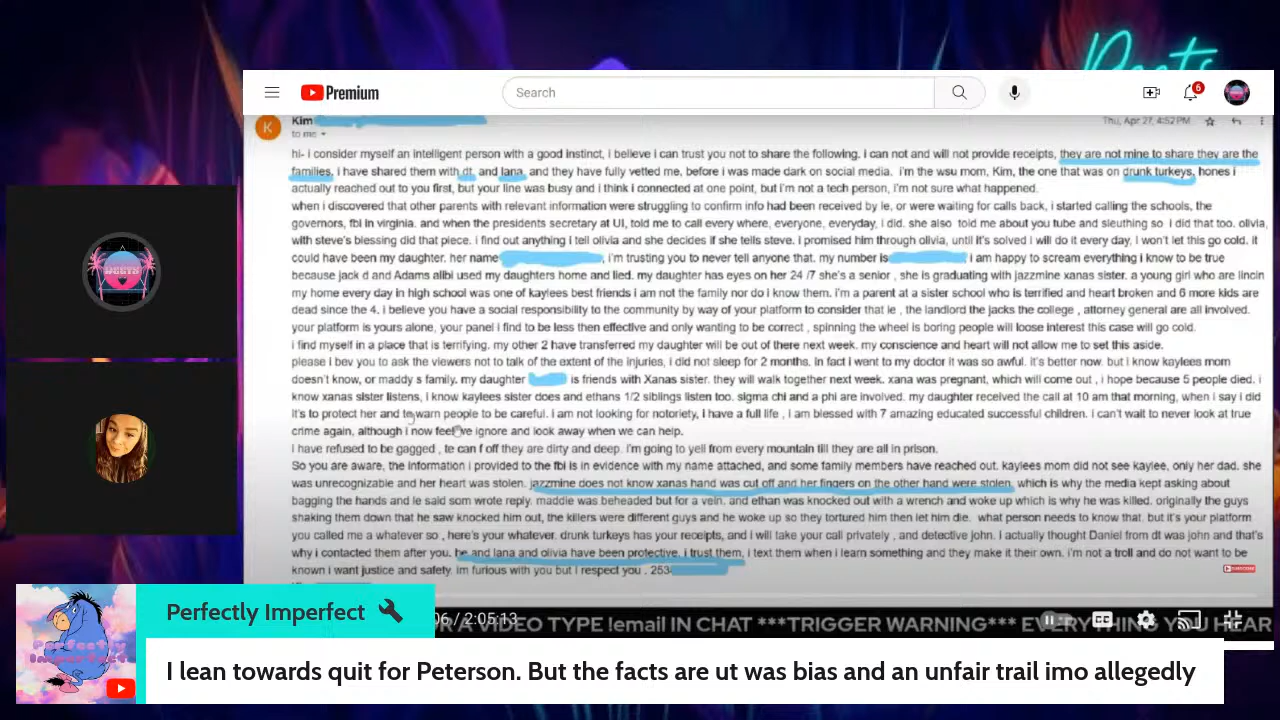 Premium
Search
6
K
Kim
to me
Thu, Apr 27, 4:52 PM
hi- i consider myself an intelligent person with a good instinct, i believe i can trust you not to share the following. i can not and will not provide receipts, they are not mine to share they are the
families, i have shared them with dt, and lana, and they have fully vetted me, before i was made dark on social media. i'm the wsu mom, Kim, the one that was on drunk turkeys, hones i
actually reached out to you first, but your line was busy and i think i connected at one point, but i'm not a tech person, i'm not sure what happened.
when i discovered that other parents with relevant information were struggling to confirm info had been received by le, or were waiting for calls back, i started calling the schools, the
governors, fbi in virginia. and when the presidents secretary at UI, told me to call every where, everyone, everyday, i did. she also told me about you tube and sleuthing so i did that too. olivia,
with steve's blessing did that piece. i find out anything i tell olivia and she decides if she tells steve. i promised him through olivia, until it's solved i will do it every day, i won't let this go cold. it
could have been my daughter. her name , i'm trusting you to never tell anyone that. my number is i am happy to scream everything i know to be true
because jack d and Adams alibi used my daughters home and lied. my daughter has eyes on her 24 /7 she's a senior , she is graduating with jazzmine xanas sister. a young girl who are lincin
my home every day in high school was one of kaylees best friends i am not the family nor do i know them. i'm a parent at a sister school who is terrified and heart broken and 6 more kids are
dead since the 4. i believe you have a social responsibility to the community by way of your platform to consider that le , the landlord the jacks the college , attorney general are all involved.
your platform is yours alone, your panel i find to be less then effective and only wanting to be correct , spinning the wheel is boring people will loose interest this case will go cold.
i find myself in a place that is terrifying. my other 2 have transferred my daughter will be out of there next week. my conscience and heart will not allow me to set this aside.
please i bev you to ask the viewers not to talk of the extent of the injuries, i did not sleep for 2 months. in fact i went to my doctor it was so awful. it's better now. but i know kaylees mom
doesn't know, or maddy s family. my daughter is friends with Xanas sister. they will walk together next week. xana was pregnant, which will come out , i hope because 5 people died. i
know xanas sister listens, i know kaylees sister does and ethans 1/2 siblings listen too. sigma chi and a phi are involved. my daughter received the call at 10 am that morning, when i say i did
it's to protect her and to warn people to be careful. i am not looking for notoriety, i have a full life , i am blessed with 7 amazing educated successful children. i can't wait to never look at true
crime again, although i now feel we ignore and look away when we can help.
I have refused to be gagged , te can f off they are dirty and deep. i'm going to yell from every mountain till they are all in prison.
So you are aware, the information i provided to the fbi is in evidence with my name attached, and some family members have reached out. kaylees mom did not see kaylee, only her dad. she
was unrecognizable and her heart was stolen. jazzmine does not know xanas hand was cut off and her fingers on the other hand were stolen, which is why the media kept asking about
bagging the hands and le said som wrote reply. maddie was beheaded but for a vein. and ethan was knocked out with a wrench and woke up which is why he was killed. originally the guys
shaking them down that he saw knocked him out, the killers were different guys and he woke up so they tortured him then let him die. what person needs to know that, but it's your platform
you called me a whatever so , here's your whatever. drunk turkeys has your receipts, and i will take your call privately , and detective john. I actually thought Daniel from dt was john and that's
why i contacted them after you. he and lana and olivia have been protective. i trust them, i text them when i learn something and they make it their own. i'm not a troll and do not want to be
known i want justice and safety. im furious with you but I respect you . 253
SUBSCRIBE
06 / 2:05:13
R A VIDEO TYPE !email IN CHAT ***TRIGGER WARNING*** EVERYTHING YOU HEAR
Perfectly Imperfect
Perfectly
Imperfect
I lean towards quit for Peterson. But the facts are ut was bias and an unfair trail imo allegedly